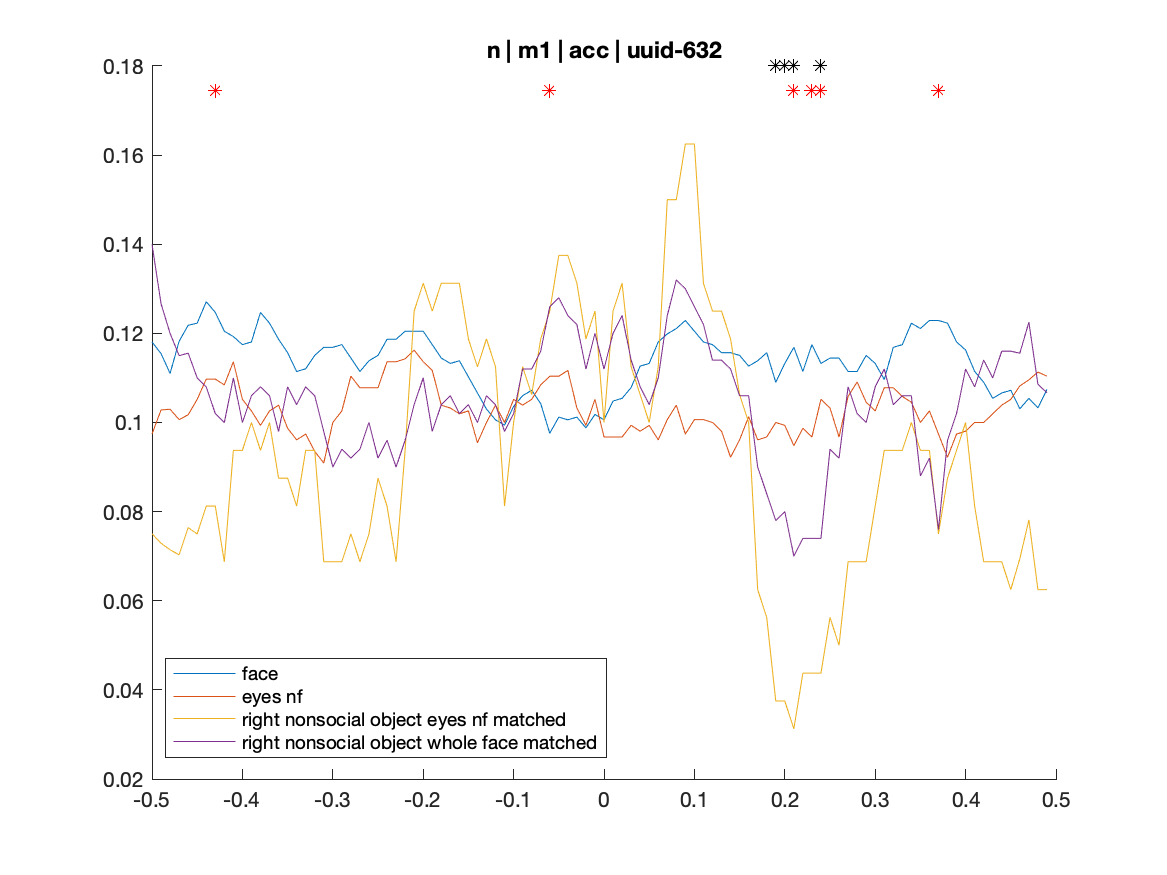 n | m1 | acc | uuid-632
0.18
0.16
0.14
0.12
0.1
0.08
0.06
0.04
0.02
face
eyes nf
right nonsocial object eyes nf matched
right nonsocial object whole face matched
-0.5 -0.4 -0.3 -0.2 -0.1 0 0.1 0.2 0.3 0.4 0.5